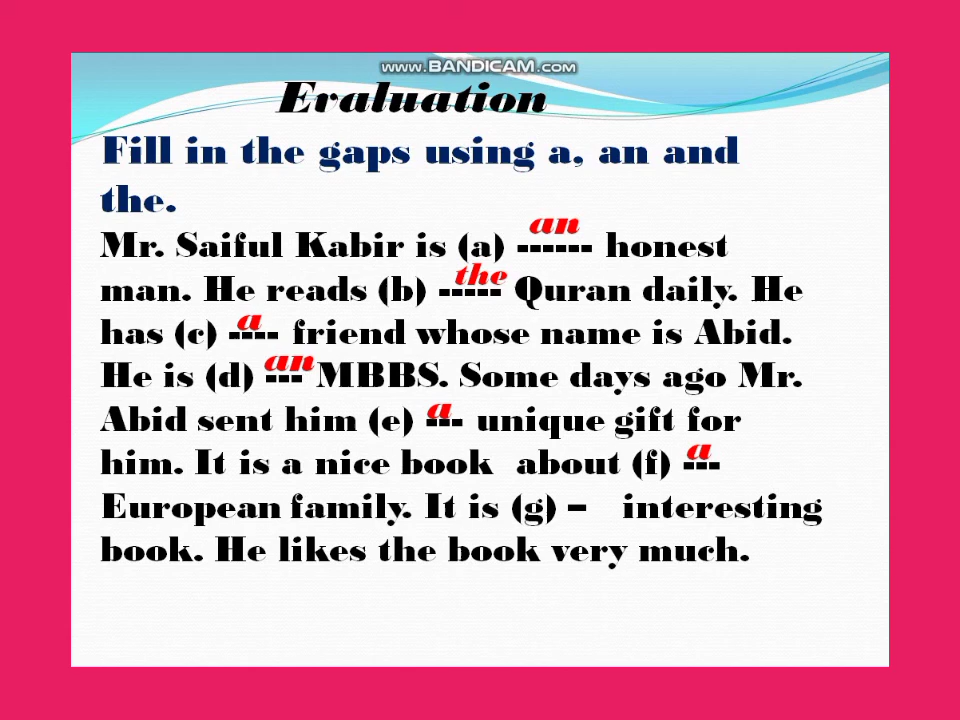 www.BANDICAM.com
Evaluation
Fill in the gaps using a, an and
the.
an
Mr. Saiful Kabir is (a) ------ honest
the
man. He reads (b) ----- Quran daily. He
a
has (c) ---- friend whose name is Abid.
an
He is (d) --- MBBS. Some days ago Mr.
a
Abid sent him (e) --- unique gift for
a
him. It is a nice book about (f) ---
European family. It is (g) – interesting
book. He likes the book very much.